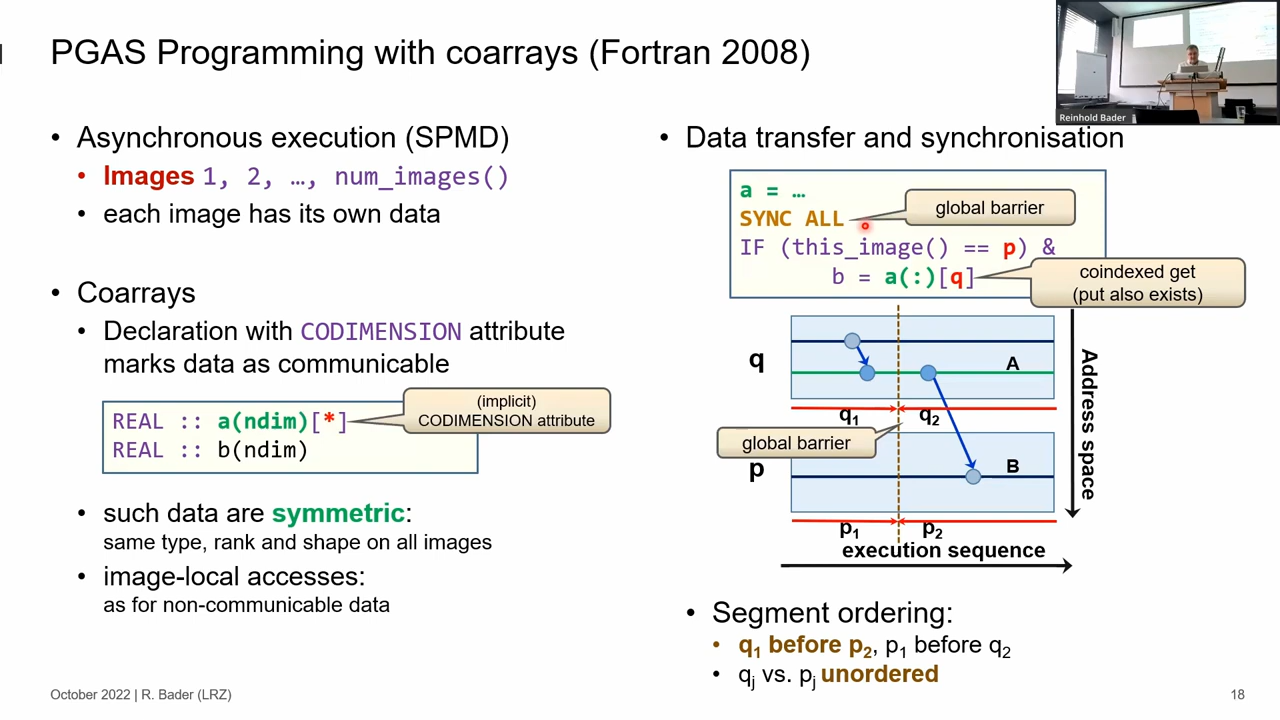 PGAS Programming with coarrays (Fortran 2008)
Reinhold Bader
• Asynchronous execution (SPMD)
• Images 1, 2, …, num_images()
• each image has its own data
• Coarrays
• Declaration with CODIMENSION attribute
marks data as communicable
(implicit)
CODIMENSION attribute
REAL :: a(ndim)[*]
REAL :: b(ndim)
• such data are symmetric:
same type, rank and shape on all images
• image-local accesses:
as for non-communicable data
• Data transfer and synchronisation
a = …
SYNC ALL
global barrier
IF (this_image() == p) &
b = a(:)[q]
coindexed get
(put also exists)
q
A
q₁ q₂
global barrier
p
B
p₁ p₂
Address space
execution sequence
• Segment ordering:
• q₁ before p₂, p₁ before q₂
• qⱼ vs. pⱼ unordered
October 2022 | R. Bader (LRZ)
18